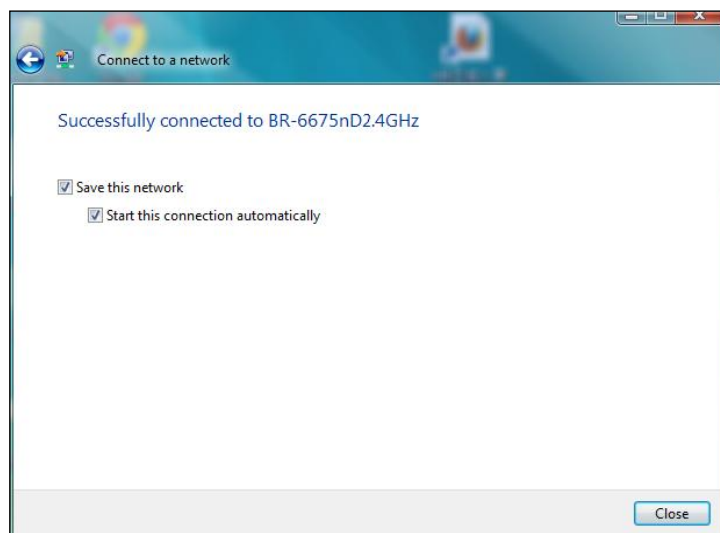 Connect to a network
Successfully connected to BR-6675nD2.4GHz
Save this network
Start this connection automatically
Close